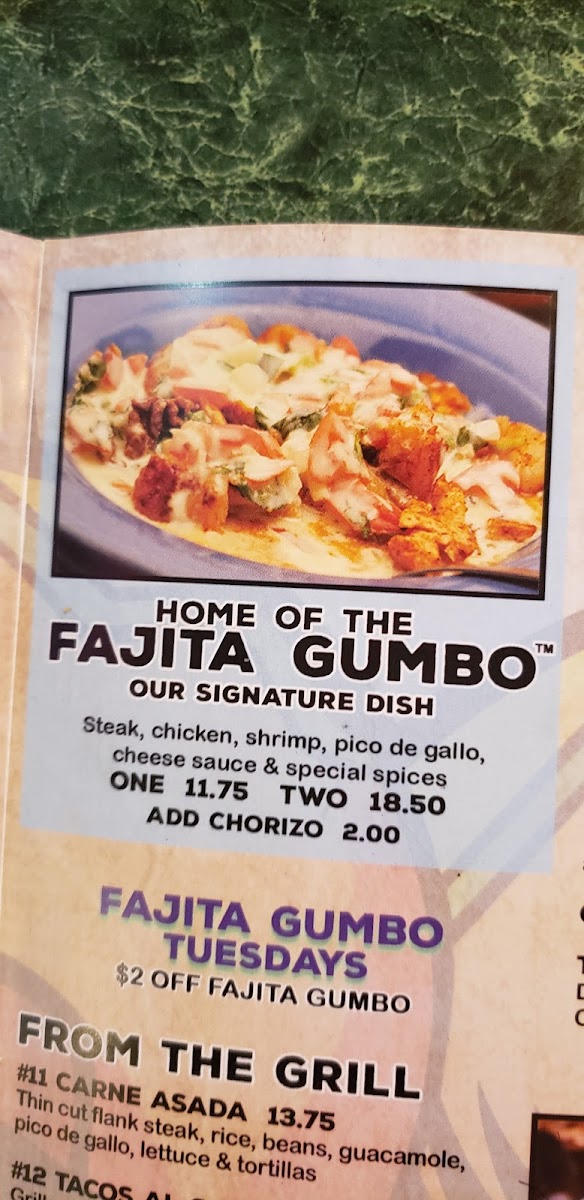 HOME OF THE
FAJITA GUMBO™
OUR SIGNATURE DISH
Steak, chicken, shrimp, pico de gallo,
cheese sauce & special spices
ONE 11.75 TWO 18.50
ADD CHORIZO 2.00
FAJITA GUMBO
TUESDAYS
$2 OFF FAJITA GUMBO
FROM THE GRILL
#11 CARNE ASADA 13.75
Thin cut flank steak, rice, beans, guacamole,
pico de gallo, lettuce & tortillas
#12 TACOS